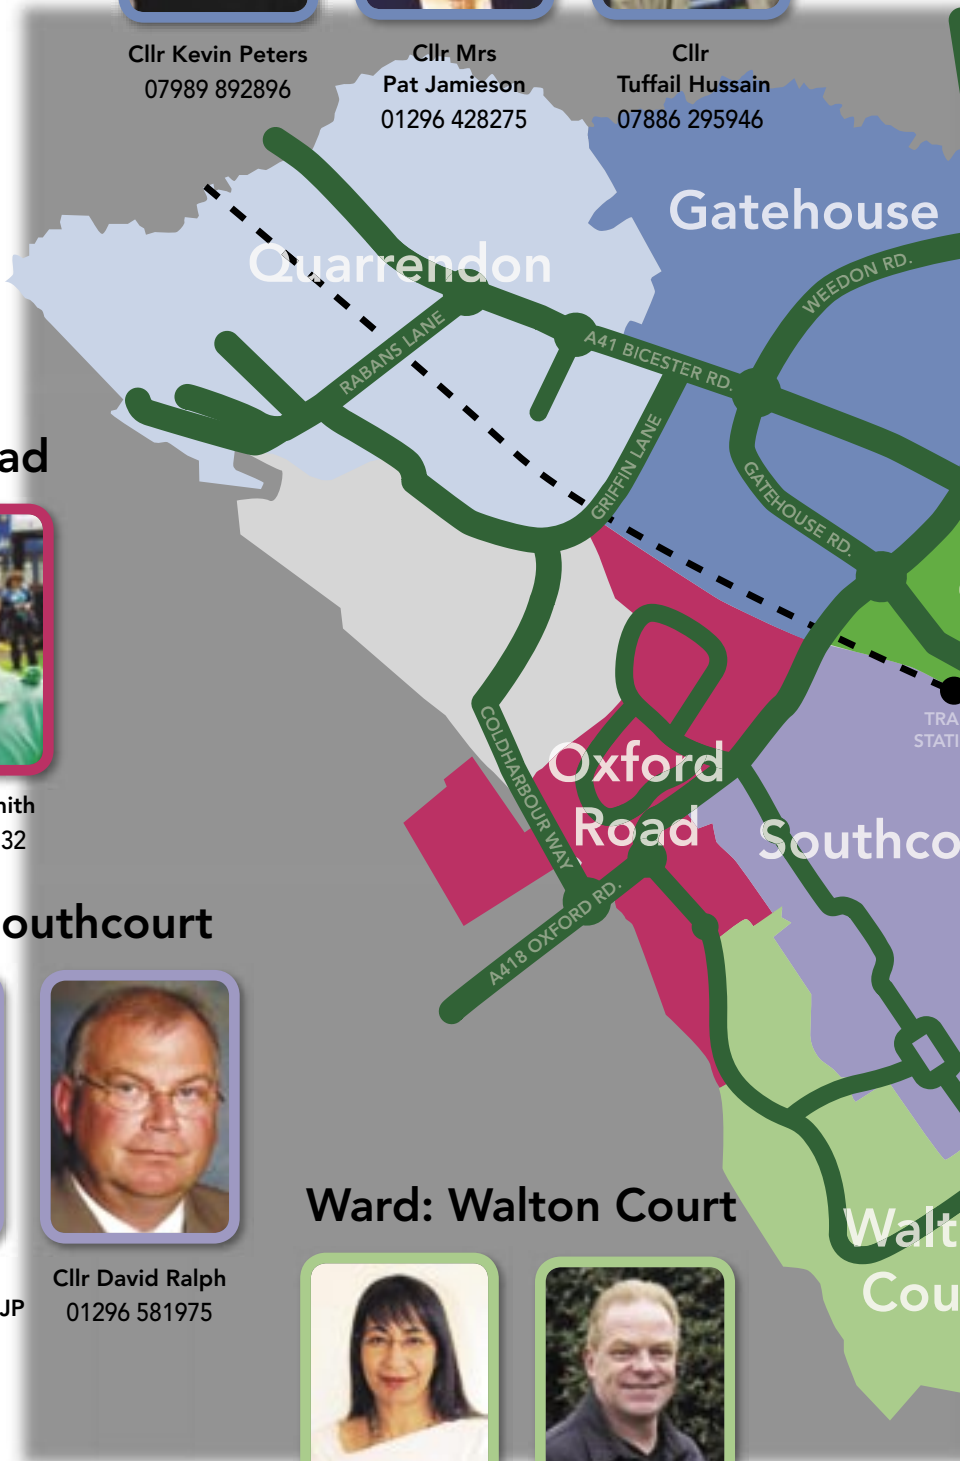 Cllr Kevin Peters
07989 892896
Cllr Mrs
Pat Jamieson
01296 428275
Cllr
Tuffail Hussain
07886 295946
Gatehouse
Quarrendon
WEEDON RD.
RABANS LANE
A41 BICESTER RD.
GRIFFIN LANE
GATEHOUSE RD.
ad
TRA
STATI
COLDHARBOUR WAY
Oxford
Road
Southco
nith
32
A418 OXFORD RD.
outhcourt
Cllr David Ralph
01296 581975
JP
Ward: Walton Court
Walt
Cou